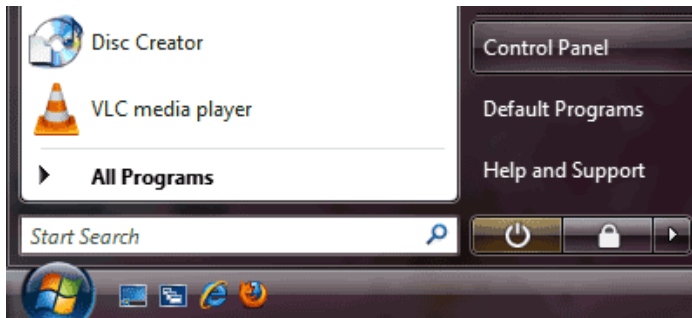 Disc Creator
VLC media player
All Programs
Start Search
Control Panel
Default Programs
Help and Support